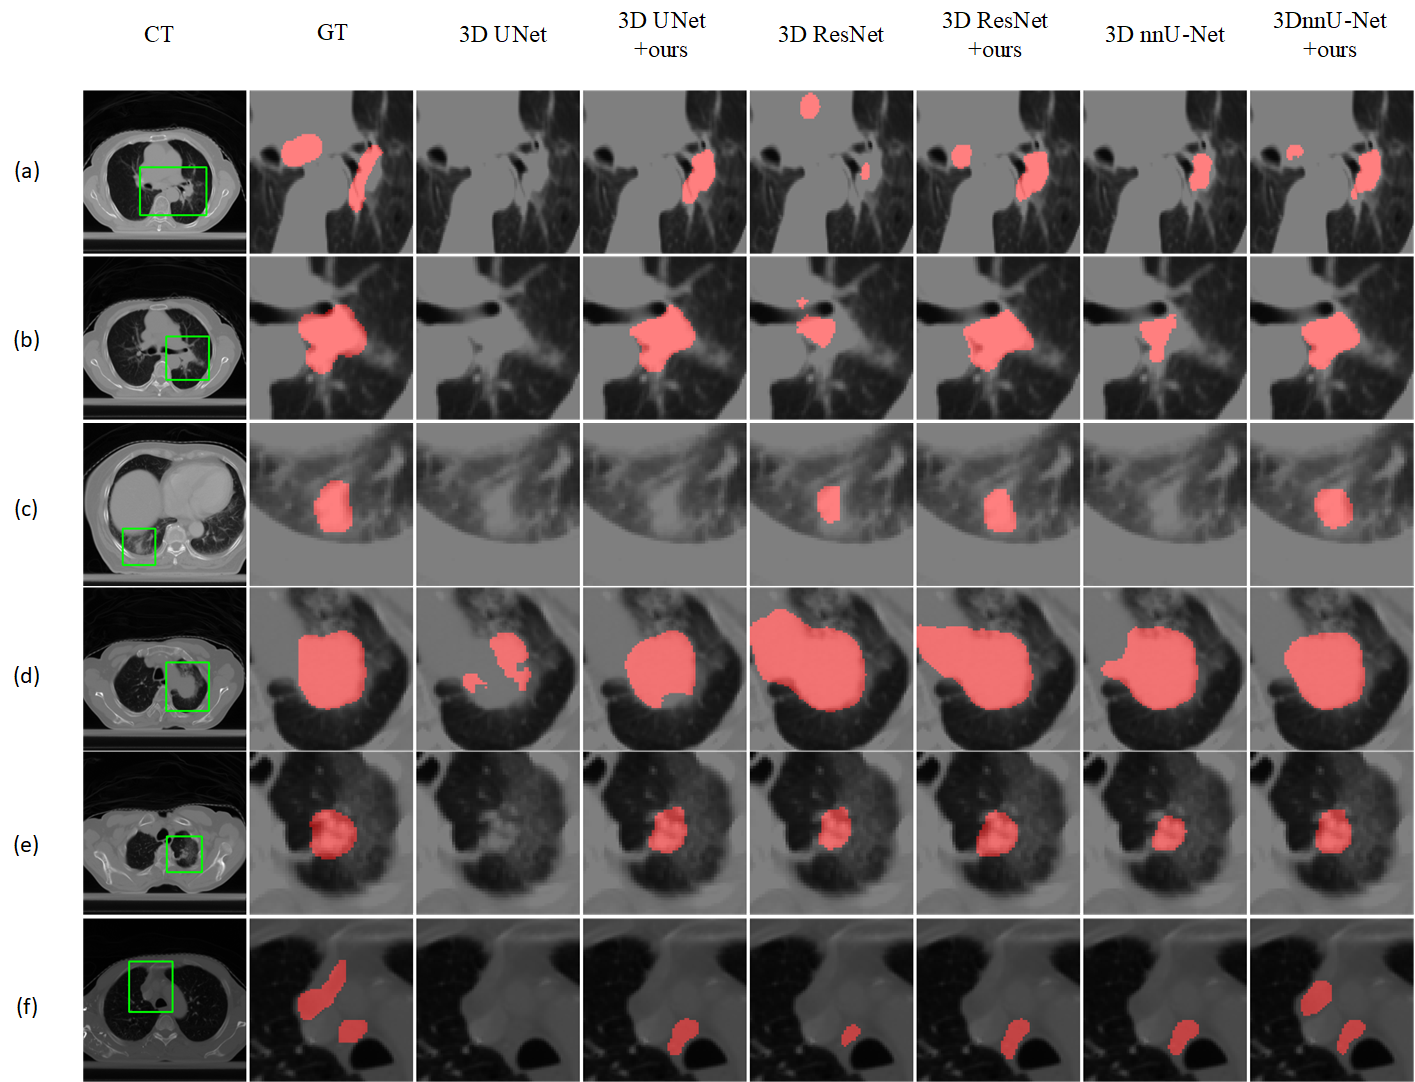 CT
GT
3D UNet
3D UNet
+ours
3D ResNet
3D ResNet
+ours
3D nnU-Net
3DnnU-Net
+ours
(a)
(b)
(c)
(d)
(e)
(f)